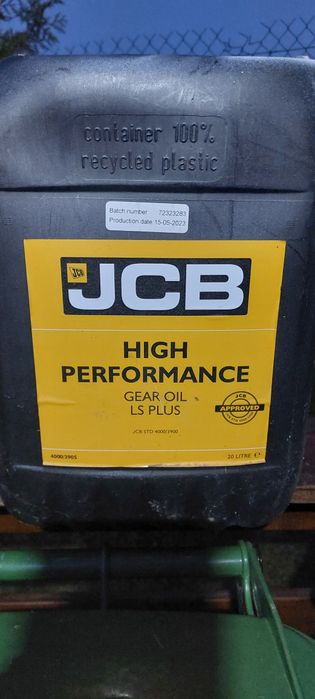 container 100%
recycled plastic
Batch number 72323283
Production date 15-05-2023
JCB
JCB
HIGH
PERFORMANCE
GEAR OIL
LS PLUS
JCB
APPROVED
JCB STD 4000/3900
4000/3905
20 LITRE e